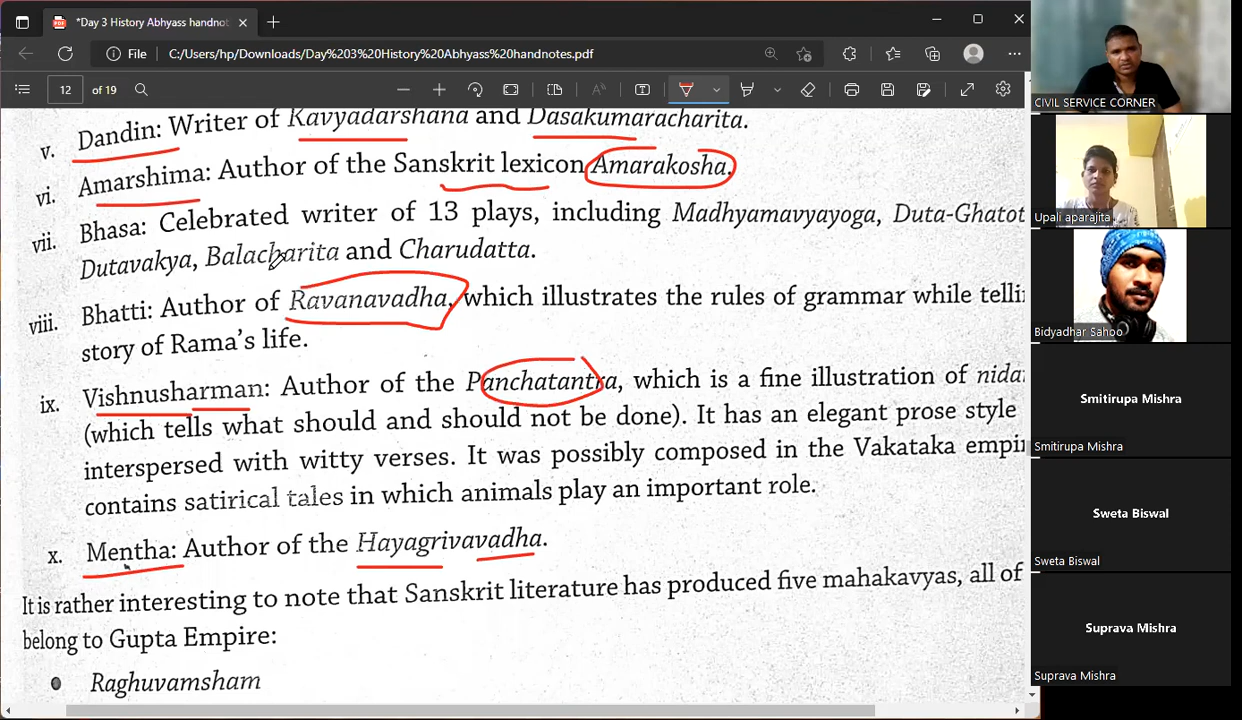 *Day 3 History Abhyass handnot
File
C:/Users/hp/Downloads/Day%203%20History%20Abhyass%20handnotes.pdf
12 of 19
v. Dandin: Writer of Kavyadarshana and Dasakumaracharita.
vi. Amarshima: Author of the Sanskrit lexicon Amarakosha.
vii. Bhasa: Celebrated writer of 13 plays, including Madhyamavyayoga, Duta-Ghatot
Dutavakya, Balacharita and Charudatta.
viii. Bhatti: Author of Ravanavadha, which illustrates the rules of grammar while telli
story of Rama's life.
ix. Vishnusharman: Author of the Panchatantra, which is a fine illustration of nida
(which tells what should and should not be done). It has an elegant prose style
interspersed with witty verses. It was possibly composed in the Vakataka empi
contains satirical tales in which animals play an important role.
x. Mentha: Author of the Hayagrivavadha.
It is rather interesting to note that Sanskrit literature has produced five mahakavyas, all of
belong to Gupta Empire:
Raghuvamsham
CIVIL SERVICE CORNER
Upali aparajita
Bidyadhar Sahoo
Smitirupa Mishra
Smitirupa Mishra
Sweta Biswal
Sweta Biswal
Suprava Mishra
Suprava Mishra